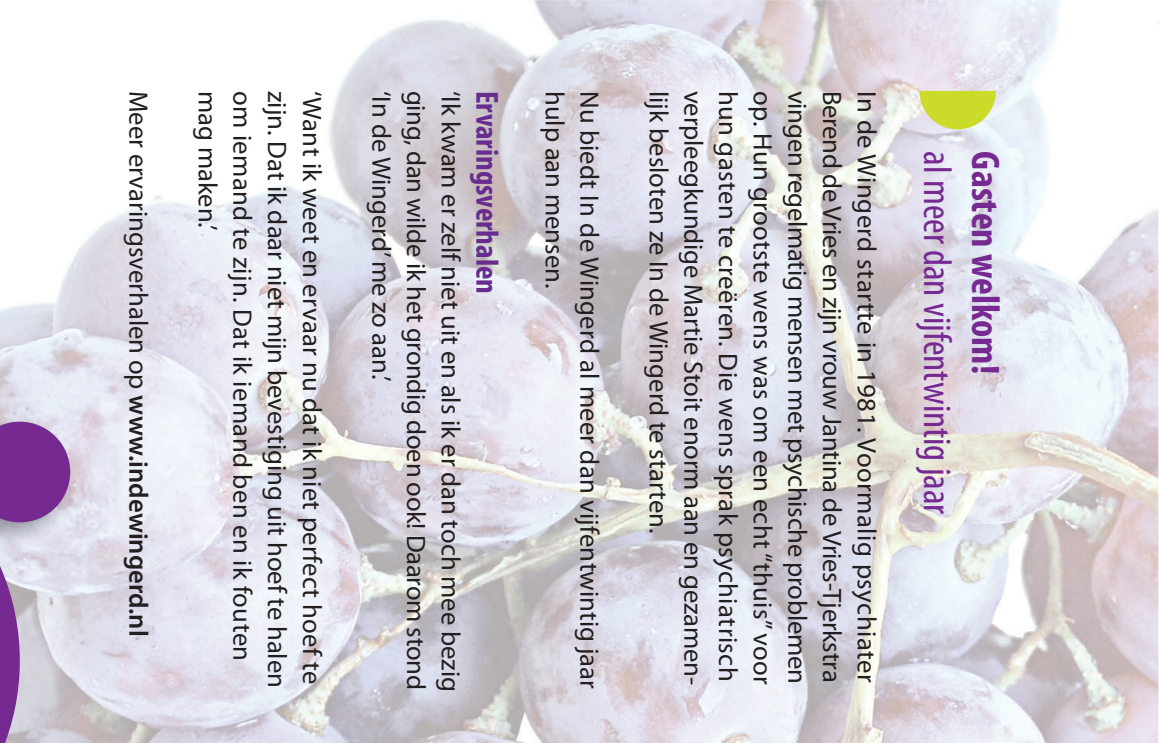 Gasten welkom!
al meer dan vijfentwintig jaar
In de Wingerd startte in 1981. Voormalig psychiater
Berend de Vries en zijn vrouw Jantina de Vries-Tjerkstra
vingen regelmatig mensen met psychische problemen
op. Hun grootste wens was om een echt “thuis” voor
hun gasten te creëren. Die wens sprak psychiatrisch
verpleegkundige Martie Stoit enorm aan en gezamen-
lijk besloten ze In de Wingerd te starten.
Nu biedt In de Wingerd al meer dan vijfentwintig jaar
hulp aan mensen.
Ervaringsverhalen
‘Ik kwam er zelf niet uit en als ik er dan toch mee bezig
ging, dan wilde ik het grondig doen ook! Daarom stond
‘In de Wingerd’ me zo aan.’
‘Want ik weet en ervaar nu dat ik niet perfect hoef te
zijn. Dat ik daar niet mijn bevestiging uit hoef te halen
om iemand te zijn. Dat ik iemand ben en ik fouten
mag maken.’
Meer ervaringsverhalen op www.indewingerd.nl